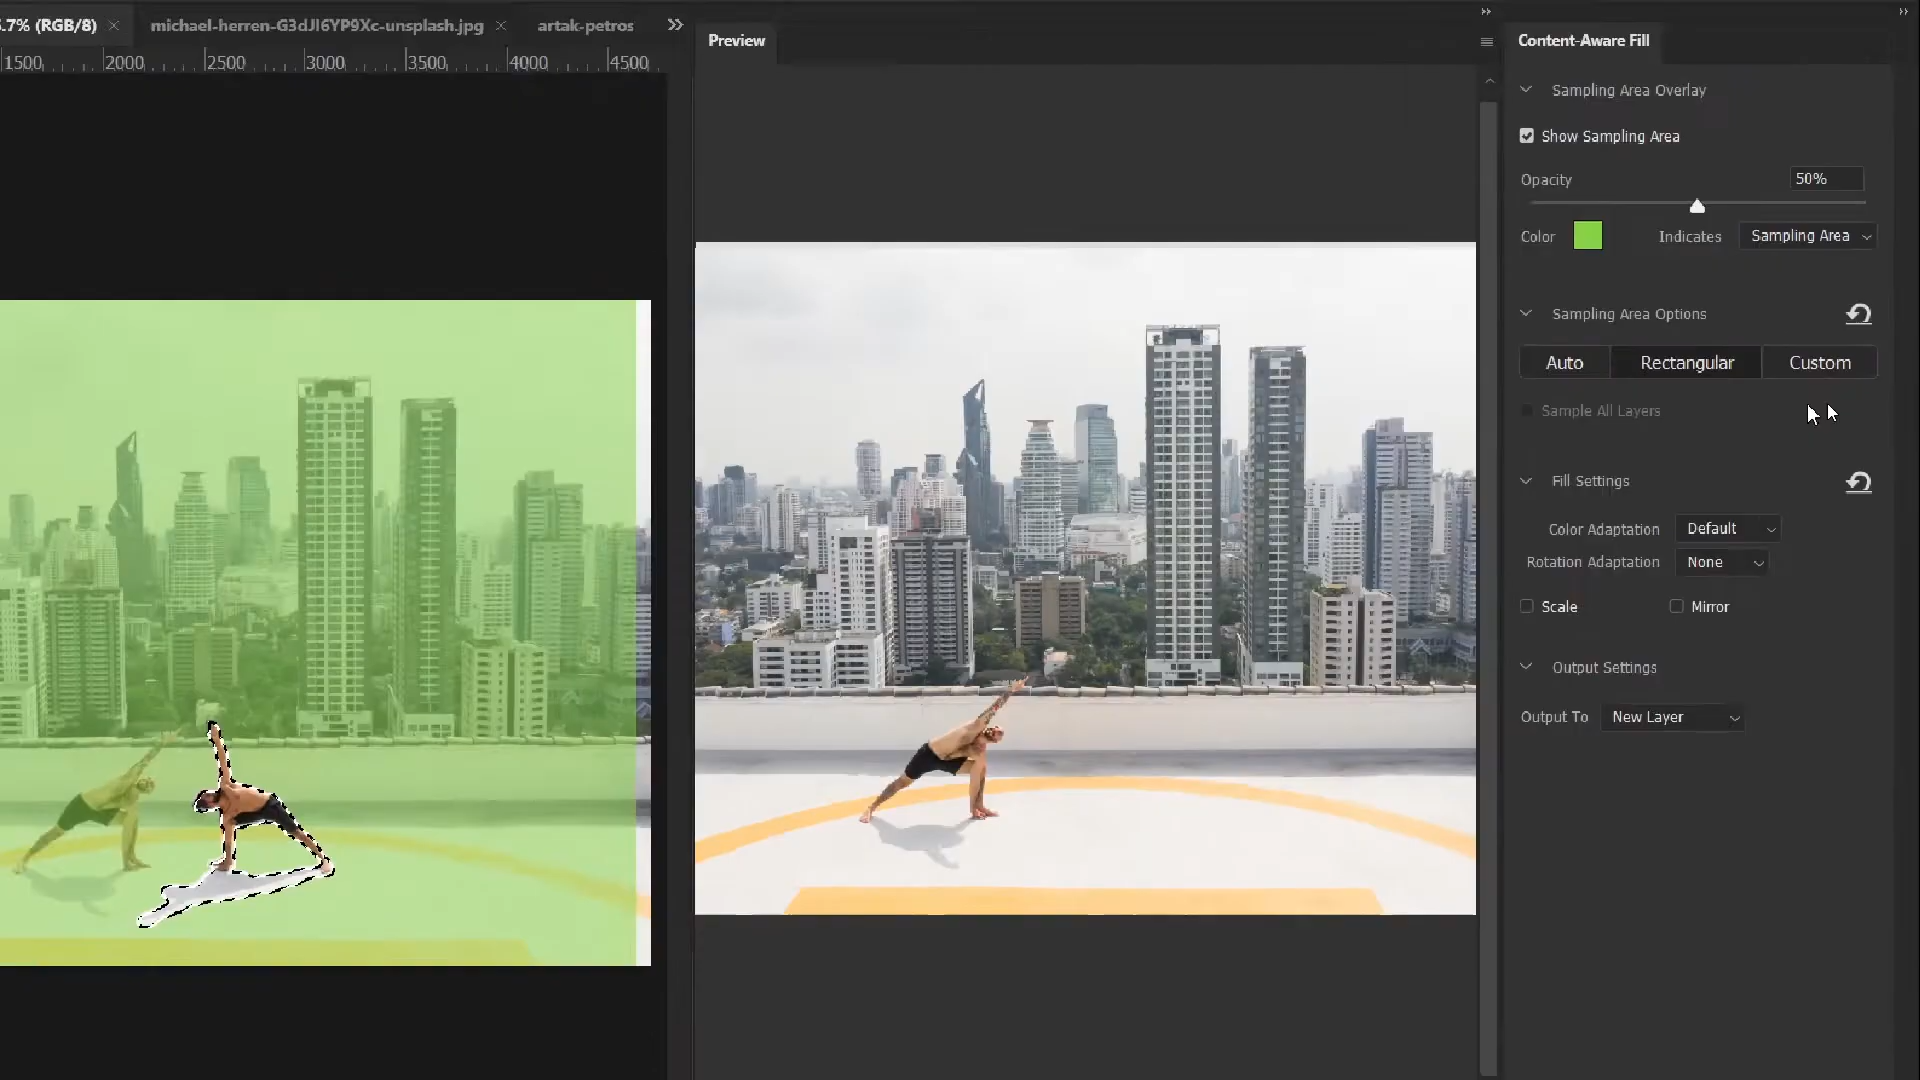 5.7% (RGB/8) michael-herren-G3dJI6YP9Xc-unsplash.jpg artak-petros
1500 2000 2500 3000 3500 4000 4500
Preview
Content-Aware Fill
Sampling Area Overlay
Show Sampling Area
Opacity 50%
Color Indicates Sampling Area
Sampling Area Options
Auto Rectangular Custom
Sample All Layers
Fill Settings
Color Adaptation Default
Rotation Adaptation None
Scale Mirror
Output Settings
Output To New Layer